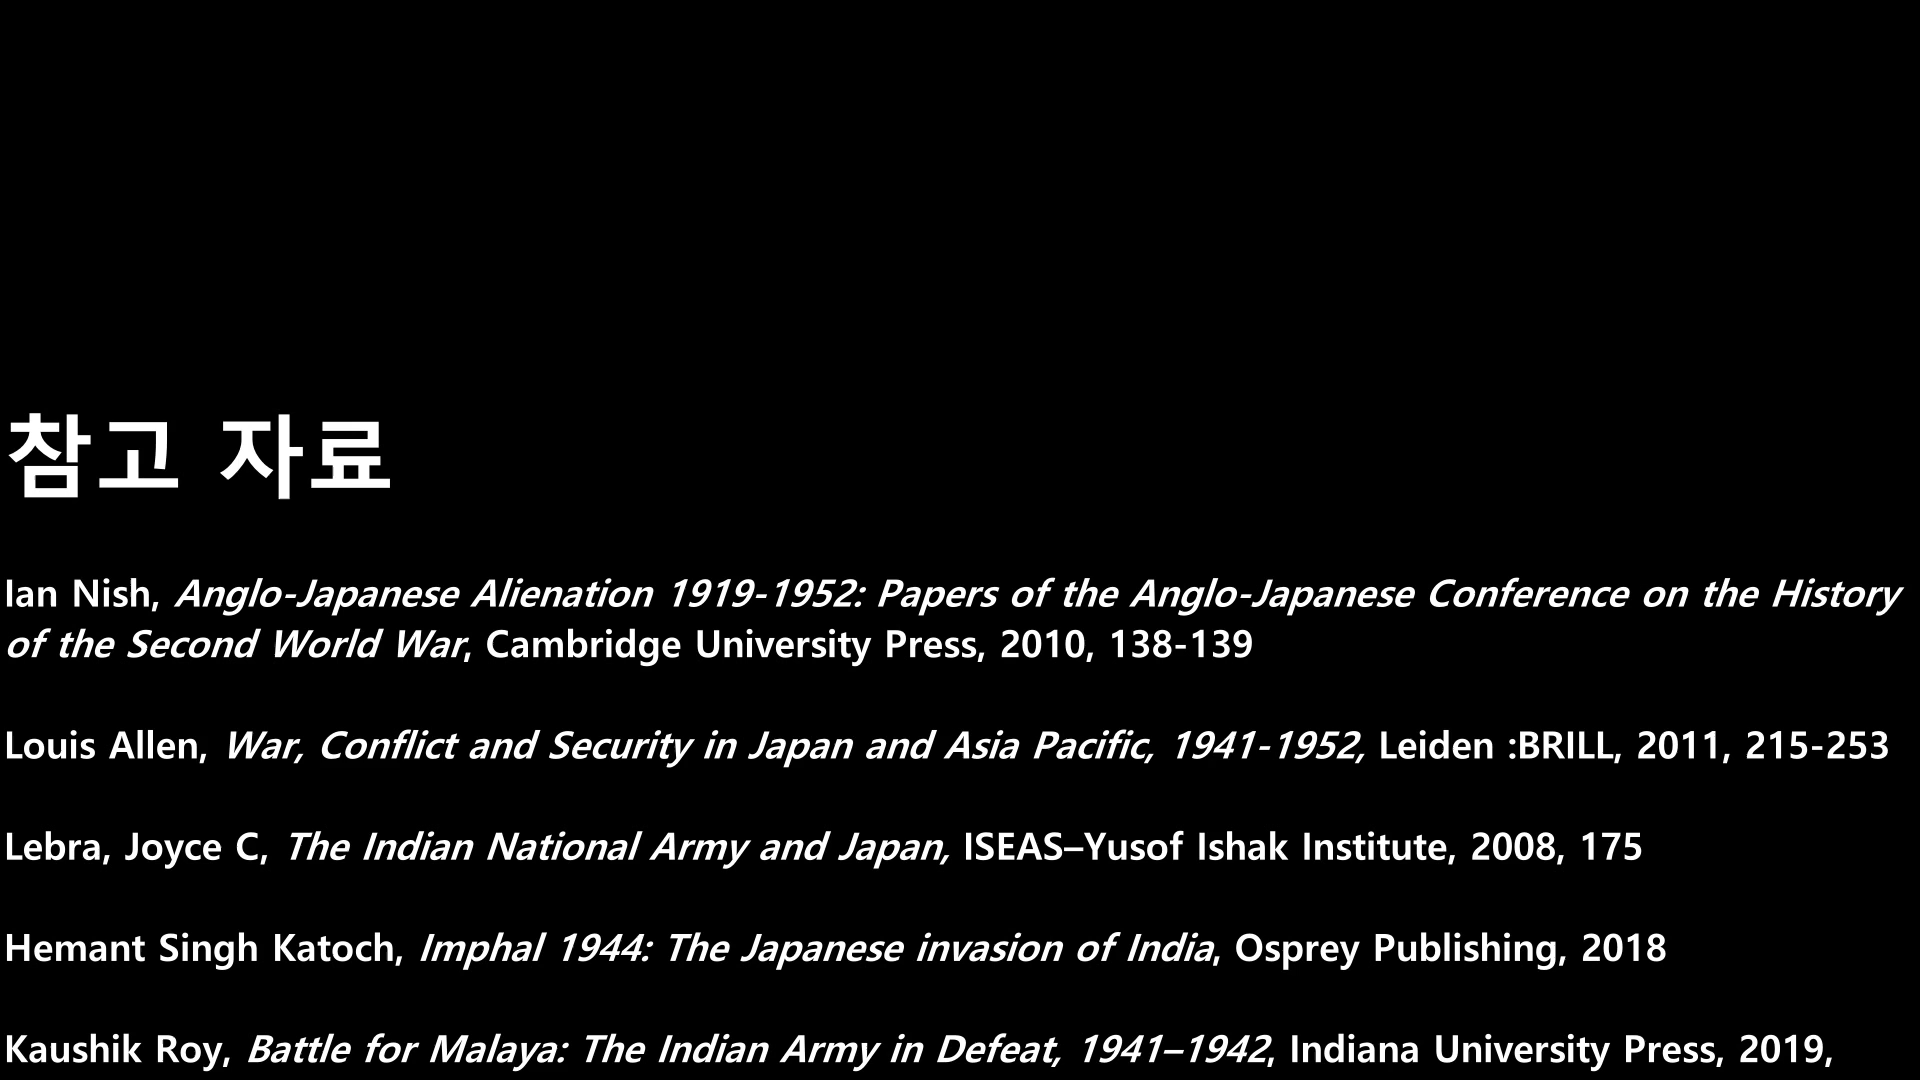 참고 자료
Ian Nish, Anglo-Japanese Alienation 1919-1952: Papers of the Anglo-Japanese Conference on the History
of the Second World War, Cambridge University Press, 2010, 138-139
Louis Allen, War, Conflict and Security in Japan and Asia Pacific, 1941-1952, Leiden :BRILL, 2011, 215-253
Lebra, Joyce C, The Indian National Army and Japan, ISEAS–Yusof Ishak Institute, 2008, 175
Hemant Singh Katoch, Imphal 1944: The Japanese invasion of India, Osprey Publishing, 2018
Kaushik Roy, Battle for Malaya: The Indian Army in Defeat, 1941–1942, Indiana University Press, 2019,